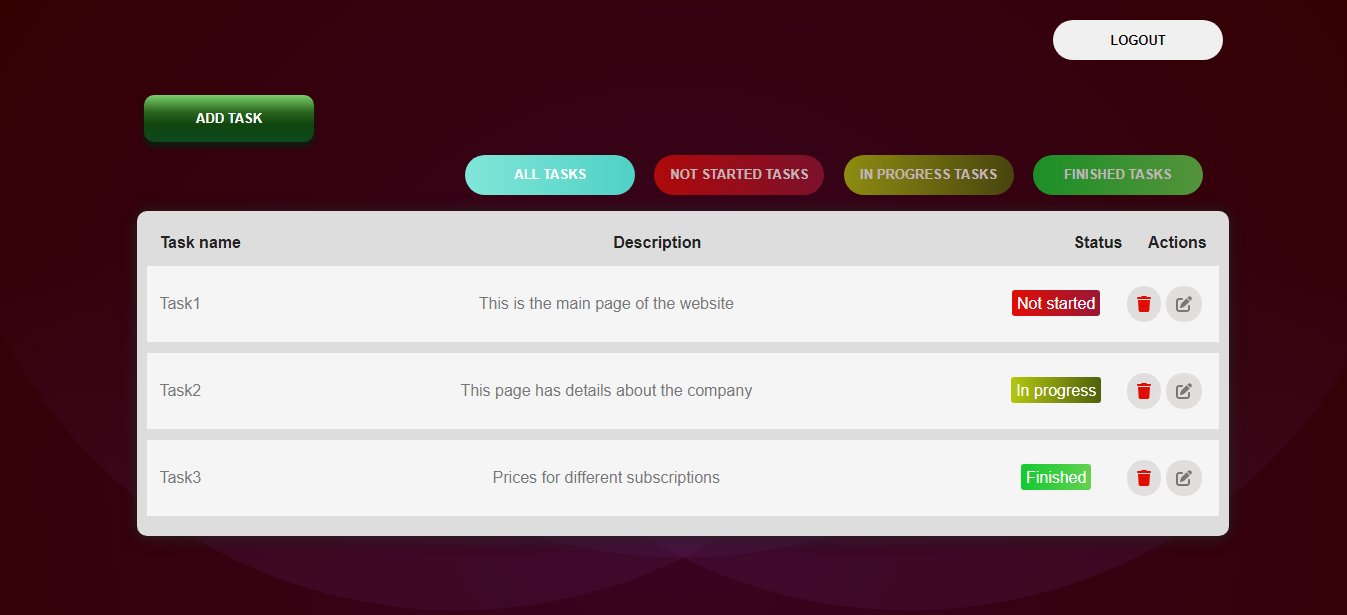 LOGOUT
ADD TASK
ALL TASKS NOT STARTED TASKS IN PROGRESS TASKS FINISHED TASKS
Task name Description Status Actions
Task1 This is the main page of the website Not started
Task2 This page has details about the company In progress
Task3 Prices for different subscriptions Finished